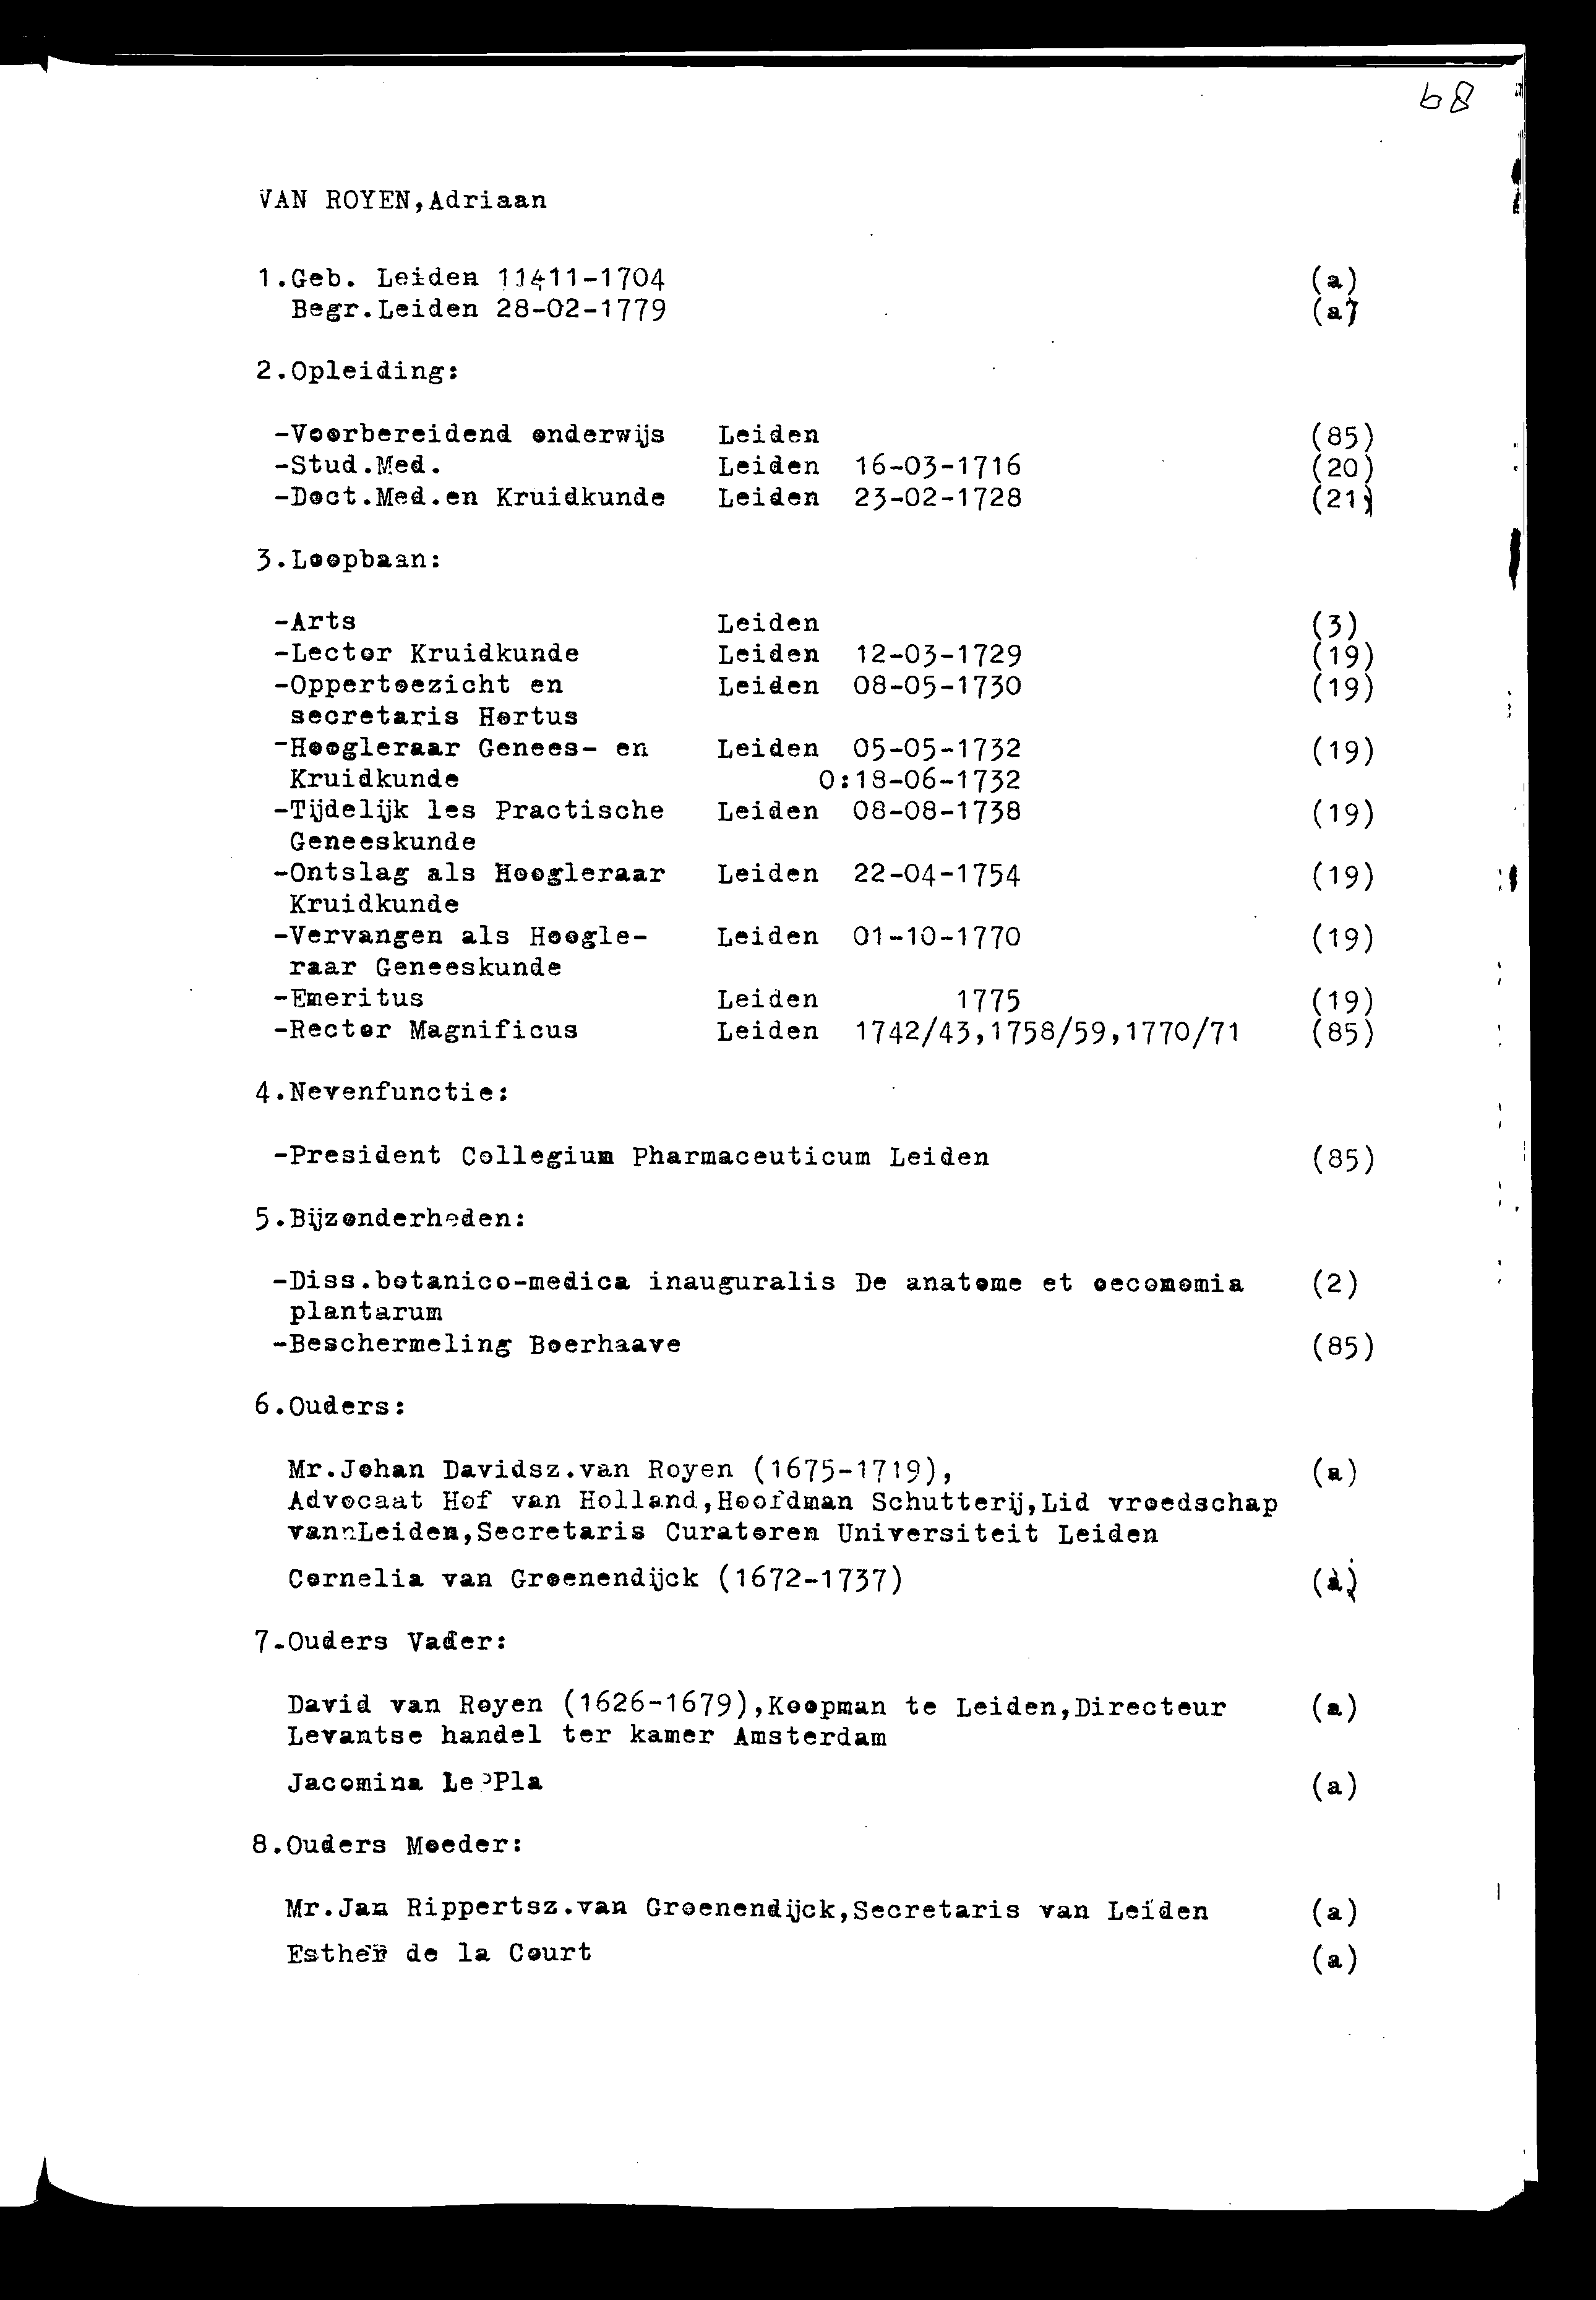 68
VAN ROYEN,Adriaan
1.Geb. Leiden 11-11-1704 (a)
Begr.Leiden 28-02-1779 (a)
2.Opleiding:
-Voorbereidend onderwijs Leiden (85)
-Stud.Med. Leiden 16-03-1716 (20)
-Doct.Med.en Kruidkunde Leiden 23-02-1728 (21)
3.Loopbaan:
-Arts Leiden (3)
-Lector Kruidkunde Leiden 12-03-1729 (19)
-Oppertoezicht en Leiden 08-05-1730 (19)
secretaris Hortus
-Hoogleraar Genees- en Leiden 05-05-1732 (19)
Kruidkunde O:18-06-1732
-Tijdelijk les Practische Leiden 08-08-1738 (19)
Geneeskunde
-Ontslag als Hoogleraar Leiden 22-04-1754 (19)
Kruidkunde
-Vervangen als Hoogle- Leiden 01-10-1770 (19)
raar Geneeskunde
-Emeritus Leiden 1775 (19)
-Rector Magnificus Leiden 1742/43,1758/59,1770/71 (85)
4.Nevenfunctie:
-President Collegium Pharmaceuticum Leiden (85)
5.Bijzonderheden:
-Diss.botanico-medica inauguralis De anatome et oeconomia (2)
plantarum
-Beschermeling Boerhaave (85)
6.Ouders:
Mr.Johan Davidsz.van Royen (1675-1719), (a)
Advocaat Hof van Holland,Hoofdman Schutterij,Lid vroedschap
van Leiden,Secretaris Curatoren Universiteit Leiden
Cornelia van Groenendijck (1672-1737) (a)
7.Ouders Vader:
David van Royen (1626-1679),Koopman te Leiden,Directeur (a)
Levantse handel ter kamer Amsterdam
Jacomina Le Pla (a)
8.Ouders Moeder:
Mr.Jan Rippertsz.van Groenendijck,Secretaris van Leiden (a)
Esther de la Court (a)